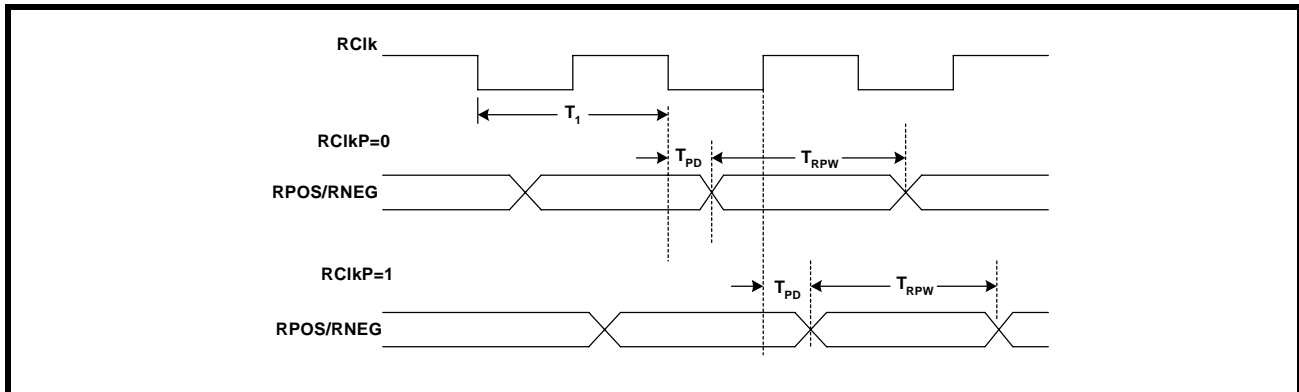 RClk
T1
RClkP=0
TPD
TRPW
RPOS/RNEG
RClkP=1
TPD
TRPW
RPOS/RNEG